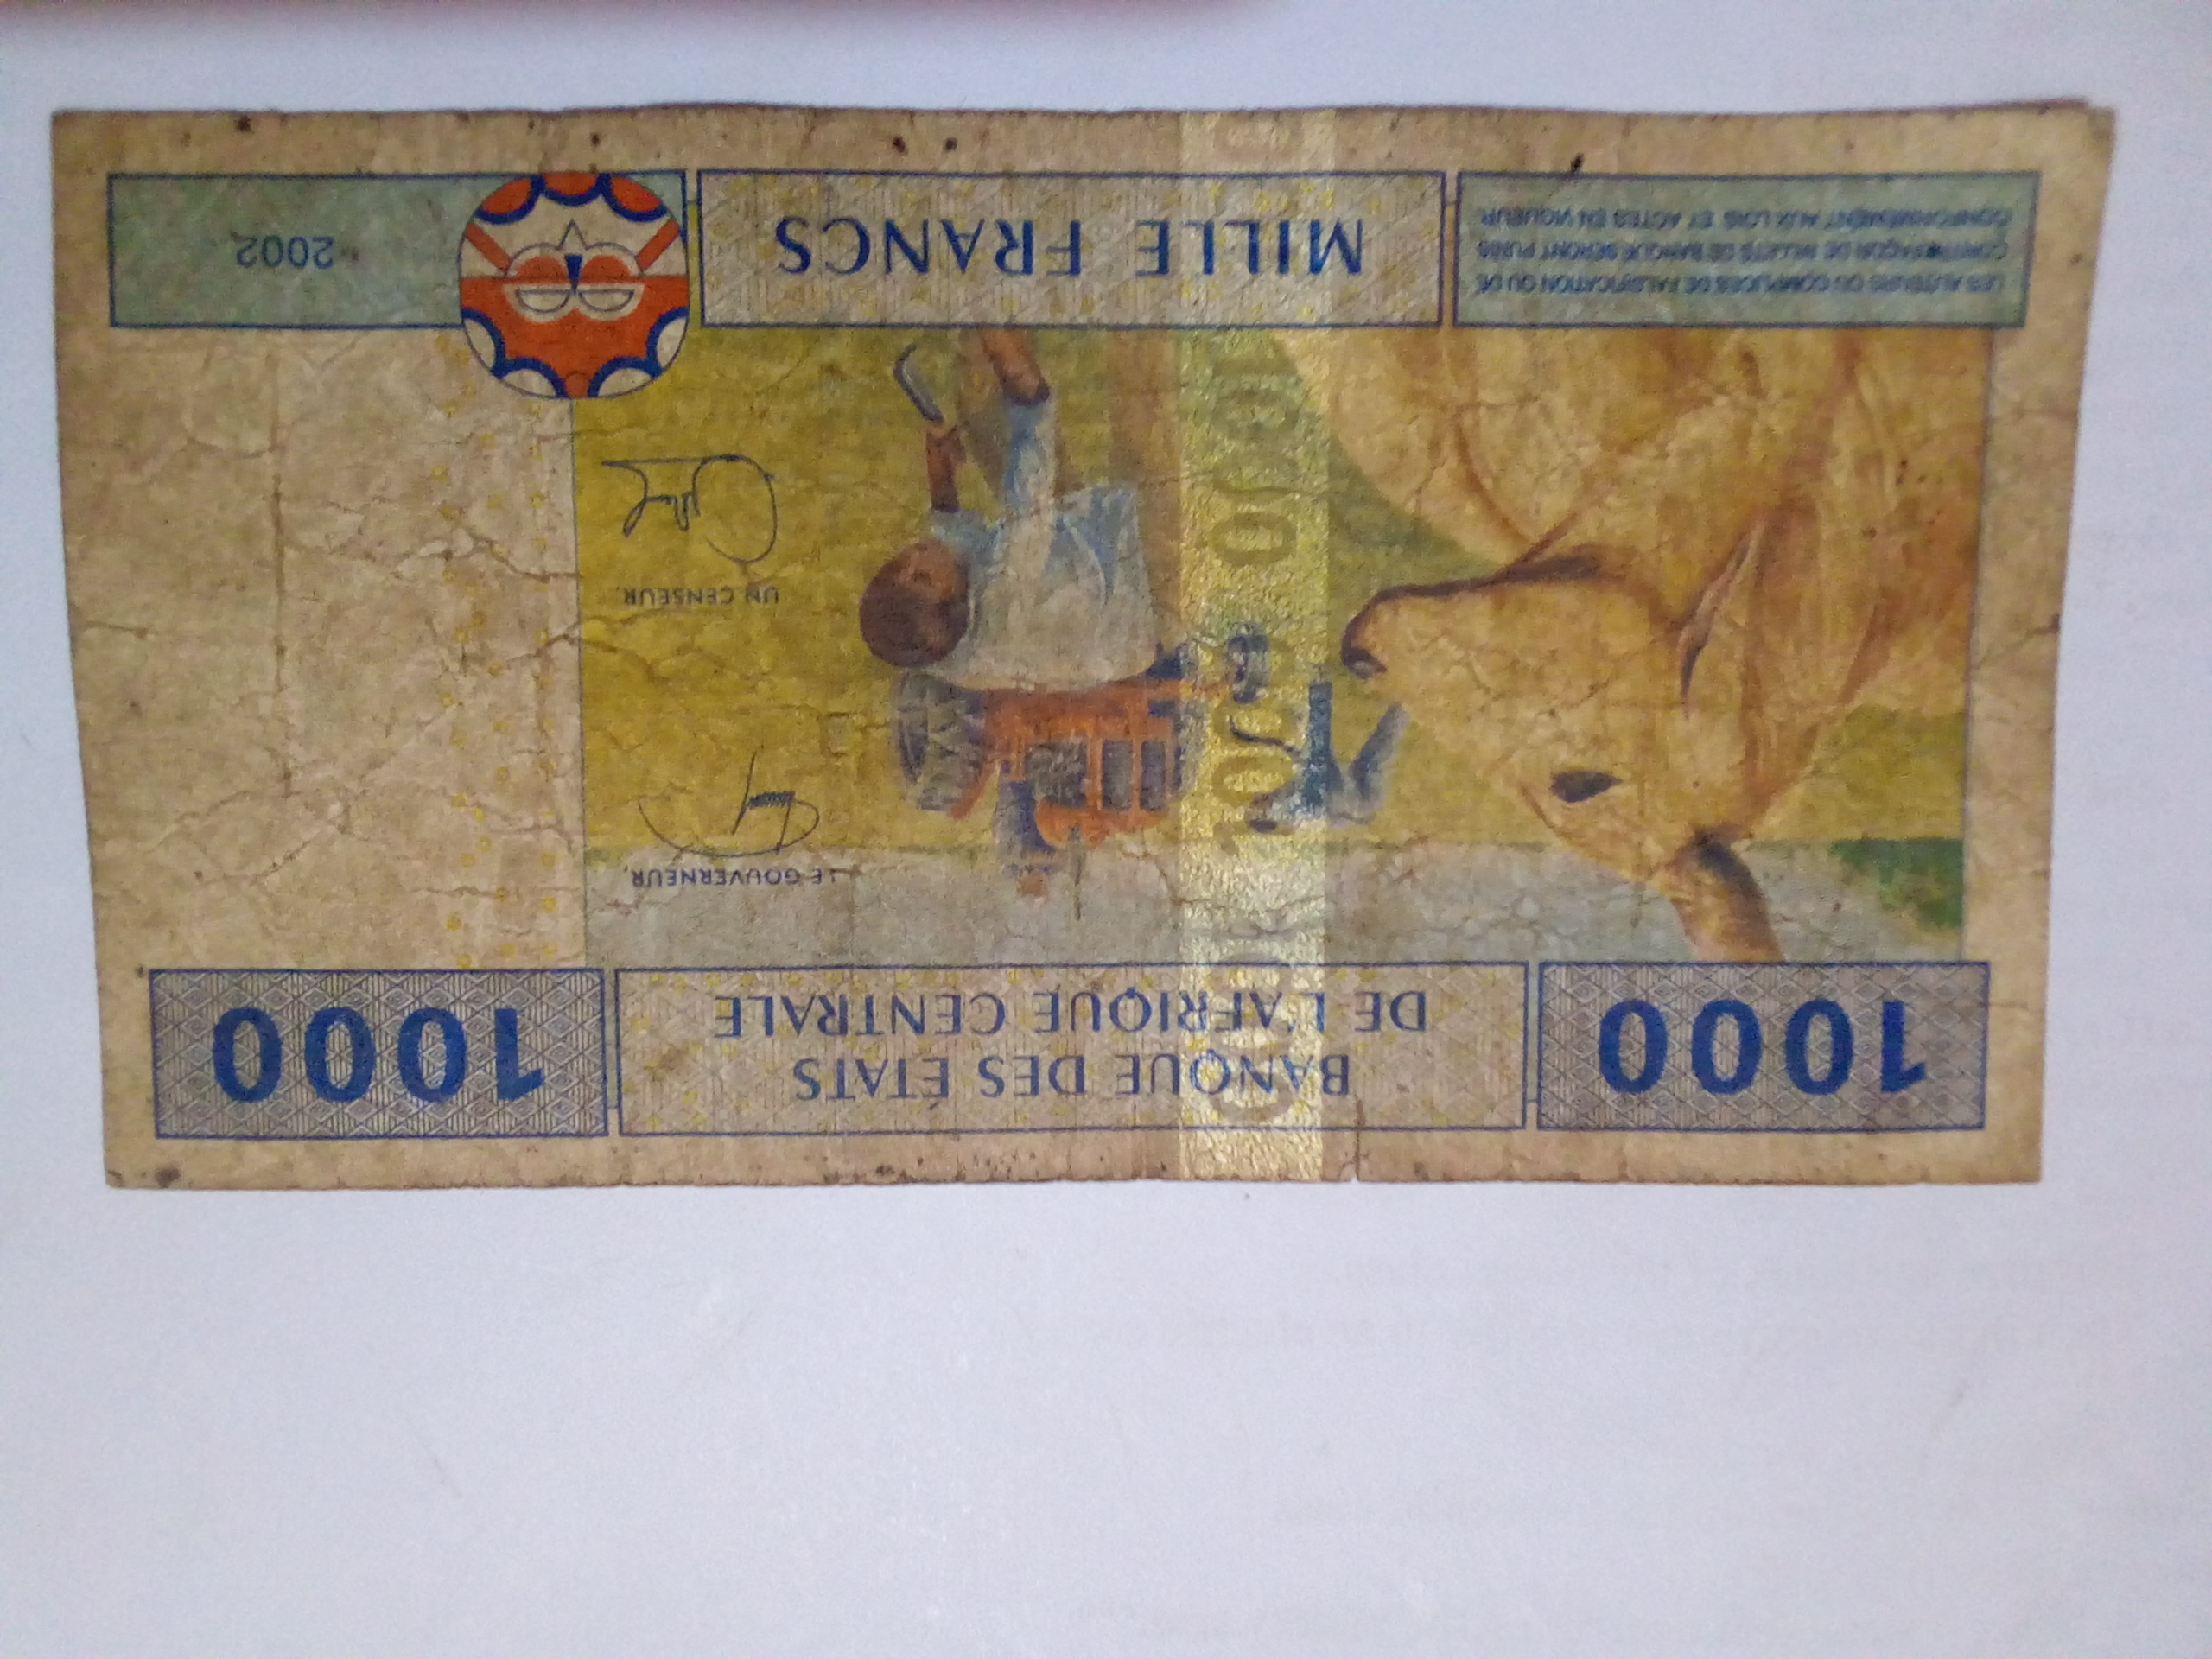 1000
BANQUE DES ÉTATS
DE L'AFRIQUE CENTRALE
1000
LE GOUVERNEUR,
UN CENSEUR,
LES AUTEURS OU COMPLICES DE FALSIFICATION OU DE
CONTREFAÇON DE BILLETS DE BANQUE SERONT PUNIS
CONFORMÉMENT AUX LOIS ET ACTES EN VIGUEUR
MILLE FRANCS
2002